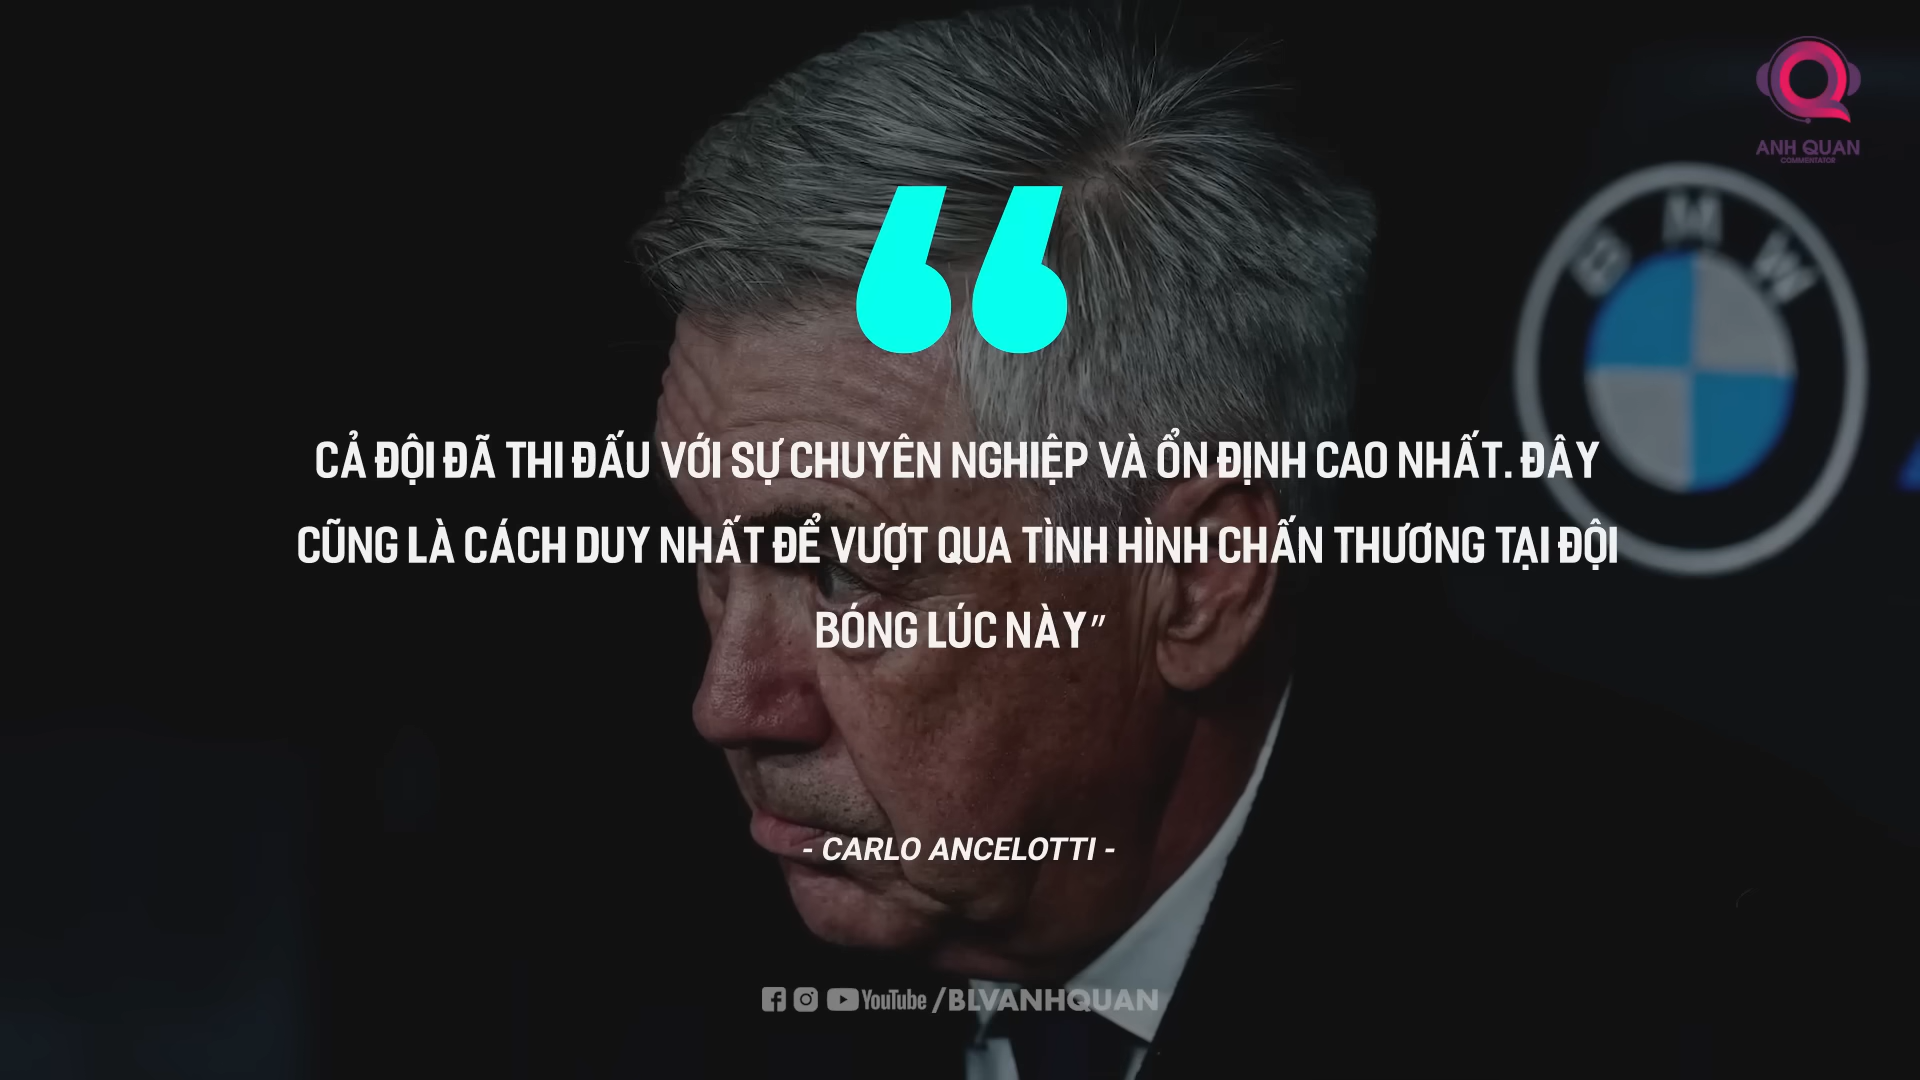 ANH QUAN
COMMENTATOR
BMW
“
CẢ ĐỘI ĐÃ THI ĐẤU VỚI SỰ CHUYÊN NGHIỆP VÀ ỔN ĐỊNH CAO NHẤT. ĐÂY
CŨNG LÀ CÁCH DUY NHẤT ĐỂ VƯỢT QUA TÌNH HÌNH CHẤN THƯƠNG TẠI ĐỘI
BÓNG LÚC NÀY”
- CARLO ANCELOTTI -
YouTube /BLVANHQUAN